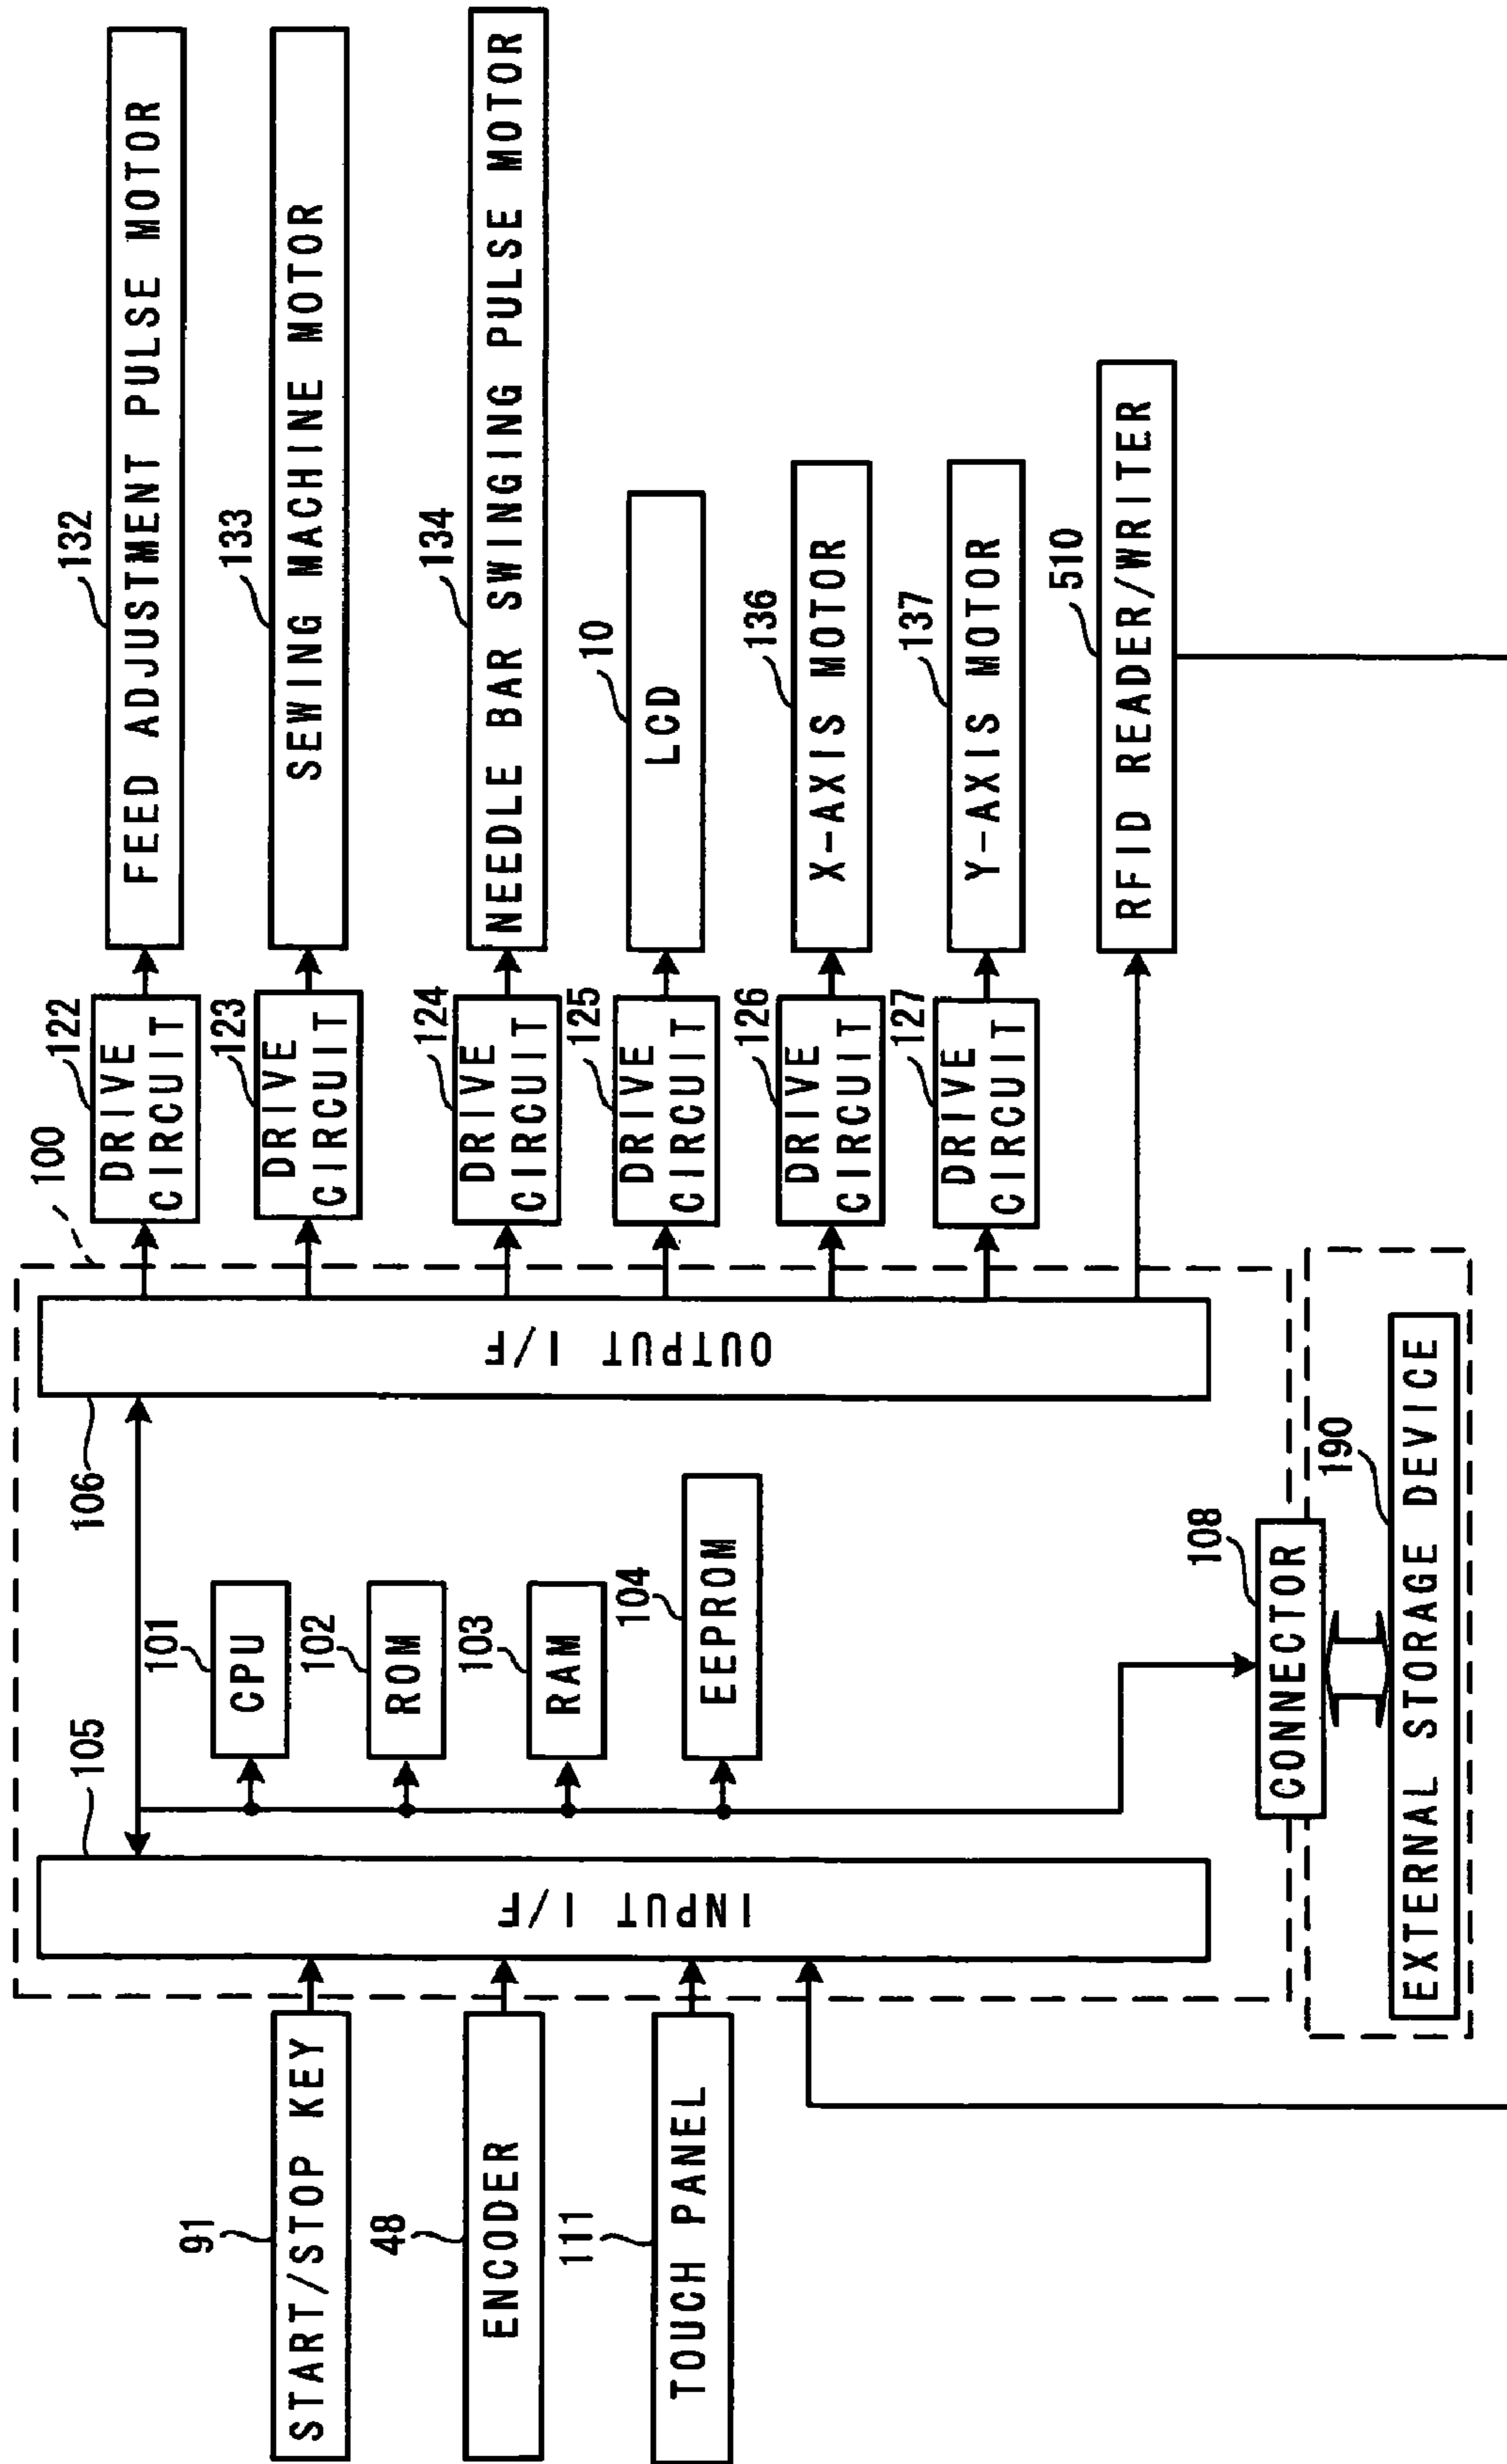 100
105
106
91
START/STOP KEY
48
ENCODER
111
TOUCH PANEL
INPUT I/F
101
CPU
102
ROM
103
RAM
104
EEPROM
OUTPUT I/F
108
CONNECTOR
190
EXTERNAL STORAGE DEVICE
122
DRIVE
CIRCUIT
132
FEED ADJUSTMENT PULSE MOTOR
123
DRIVE
CIRCUIT
133
SEWING MACHINE MOTOR
124
DRIVE
CIRCUIT
134
NEEDLE BAR SWINGING PULSE MOTOR
125
DRIVE
CIRCUIT
10
LCD
126
DRIVE
CIRCUIT
136
X-AXIS MOTOR
127
DRIVE
CIRCUIT
137
Y-AXIS MOTOR
510
RFID READER/WRITER